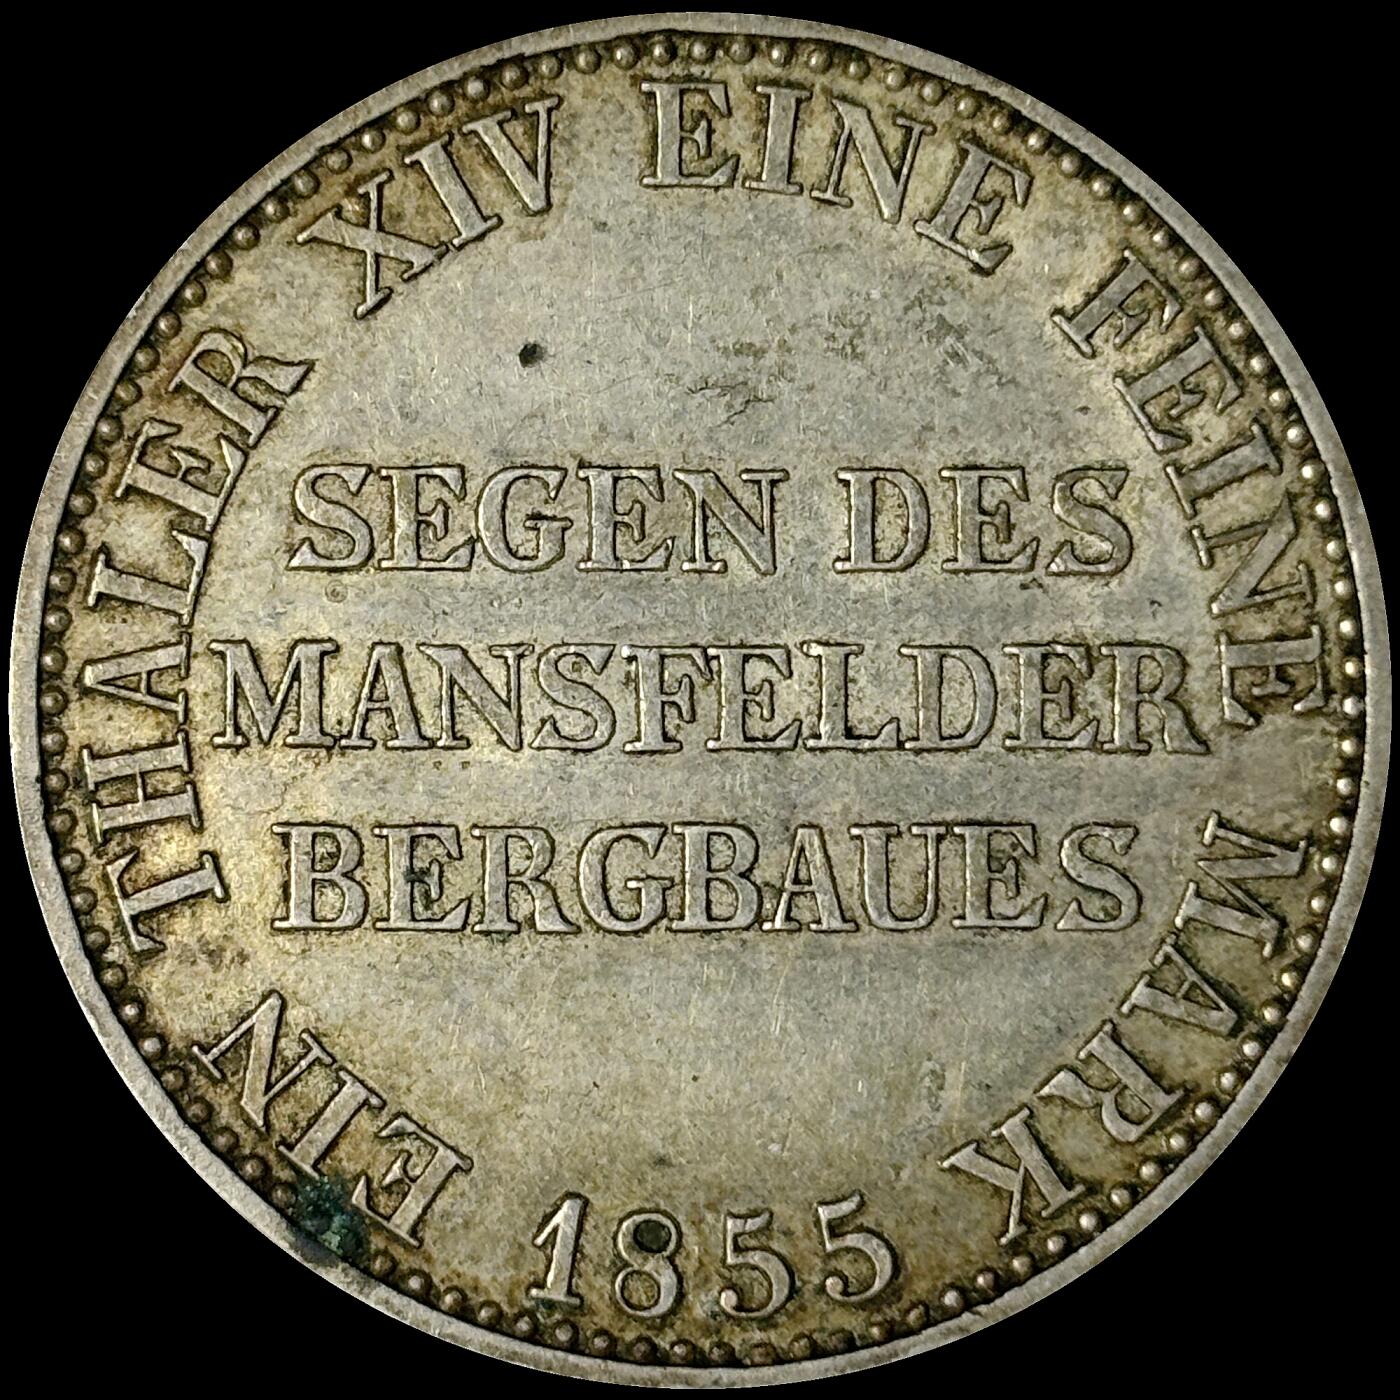 EIN THALER XIV EINE FEINE MARK
SEGEN DES
MANSFELDER
BERGBAUES
1855